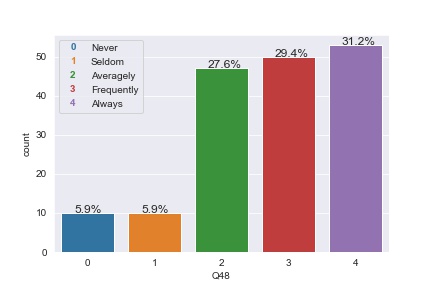 0 Never
1 Seldom
2 Averagely
3 Frequently
4 Always
5.9%
5.9%
27.6%
29.4%
31.2%
50
40
30
20
10
0
count
0 1 2 3 4
Q48